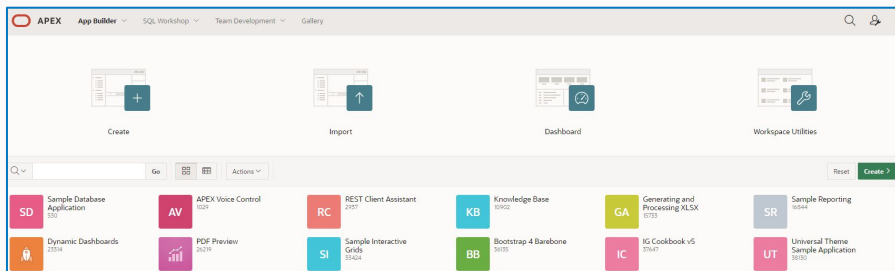 APEX App Builder SQL Workshop Team Development Gallery
Create Import Dashboard Workspace Utilities
Go Actions Reset Create
SD Sample Database Application 530
AV APEX Voice Control 1029
RC REST Client Assistant 2937
KB Knowledge Base 10902
GA Generating and Processing XLSX 15733
SR Sample Reporting 16844
Dynamic Dashboards 23314
PDF Preview 26219
SI Sample Interactive Grids 33424
BB Bootstrap 4 Barebone 36135
IC IG Cookbook v5 37647
UT Universal Theme Sample Application 38130